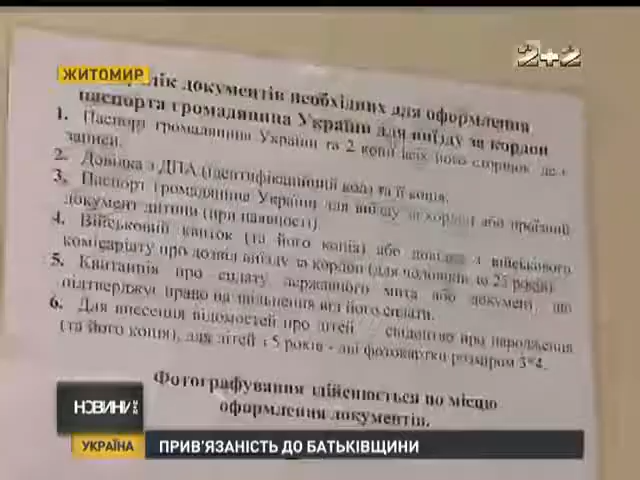 ЖИТОМИР
2+2
документів необхідних для оформлення
паспорта громадянина України для виїзду за кордон
1. Паспорт громадянина України та 2 копії всіх його сторінок, де є
записи.
2. Довідка з ДПА (ідентифікаційний код) та її копія.
3. Паспорт громадянина України для виїзду за кордон або проїзний
документ дитини (при наявності).
4. Військовий квиток (та його копія) або довідка з військового
комісаріату про дозвіл виїзду за кордон (для чоловіків до 25 років).
5. Квитанція про сплату державного мита або документ, що
підтверджує право на звільнення від його сплати.
6. Для внесення відомостей про дітей свідоцтво про народження
(та його копія), для дітей з 5 років - дві фотокартки розміром 3*4.
Фотографування здійснюється по місцю
оформлення документів.
НОВИНИ
УКРАЇНА
ПРИВ'ЯЗАНІСТЬ ДО БАТЬКІВЩИНИ